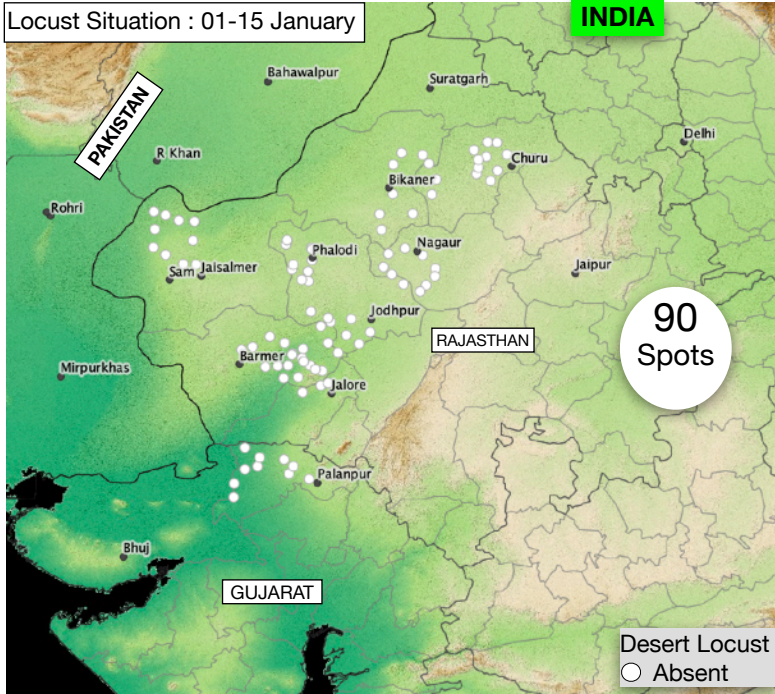 Locust Situation : 01-15 January
INDIA
Bahawalpur
Suratgarh
PAKISTAN
Delhi
R Khan
Churu
Bikaner
Rohri
Nagaur
Phalodi
Jaipur
Sam
Jaisalmer
90
Spots
Jodhpur
RAJASTHAN
Barmer
Mirpurkhas
Jalore
Palanpur
Bhuj
GUJARAT
Desert Locust
Absent